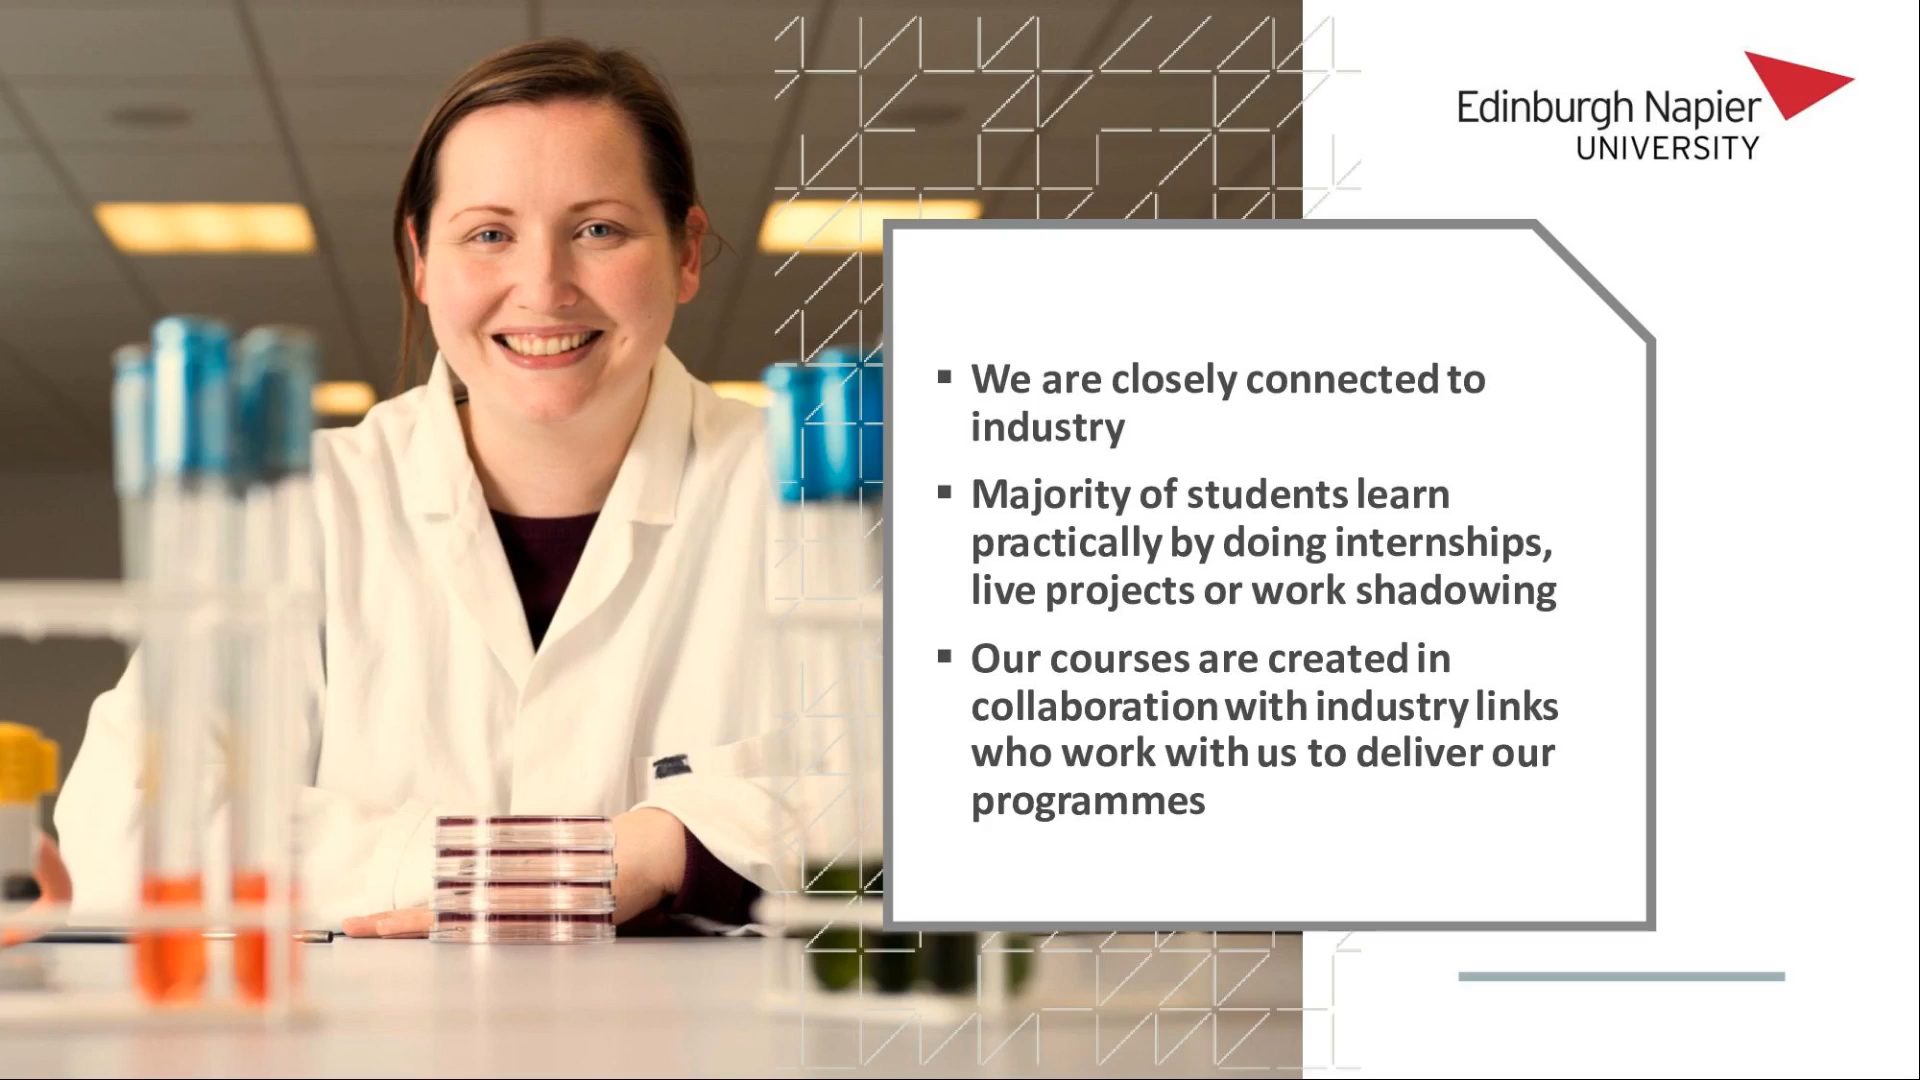 Edinburgh Napier
UNIVERSITY
▪ We are closely connected to
industry
▪ Majority of students learn
practically by doing internships,
live projects or work shadowing
▪ Our courses are created in
collaboration with industry links
who work with us to deliver our
programmes